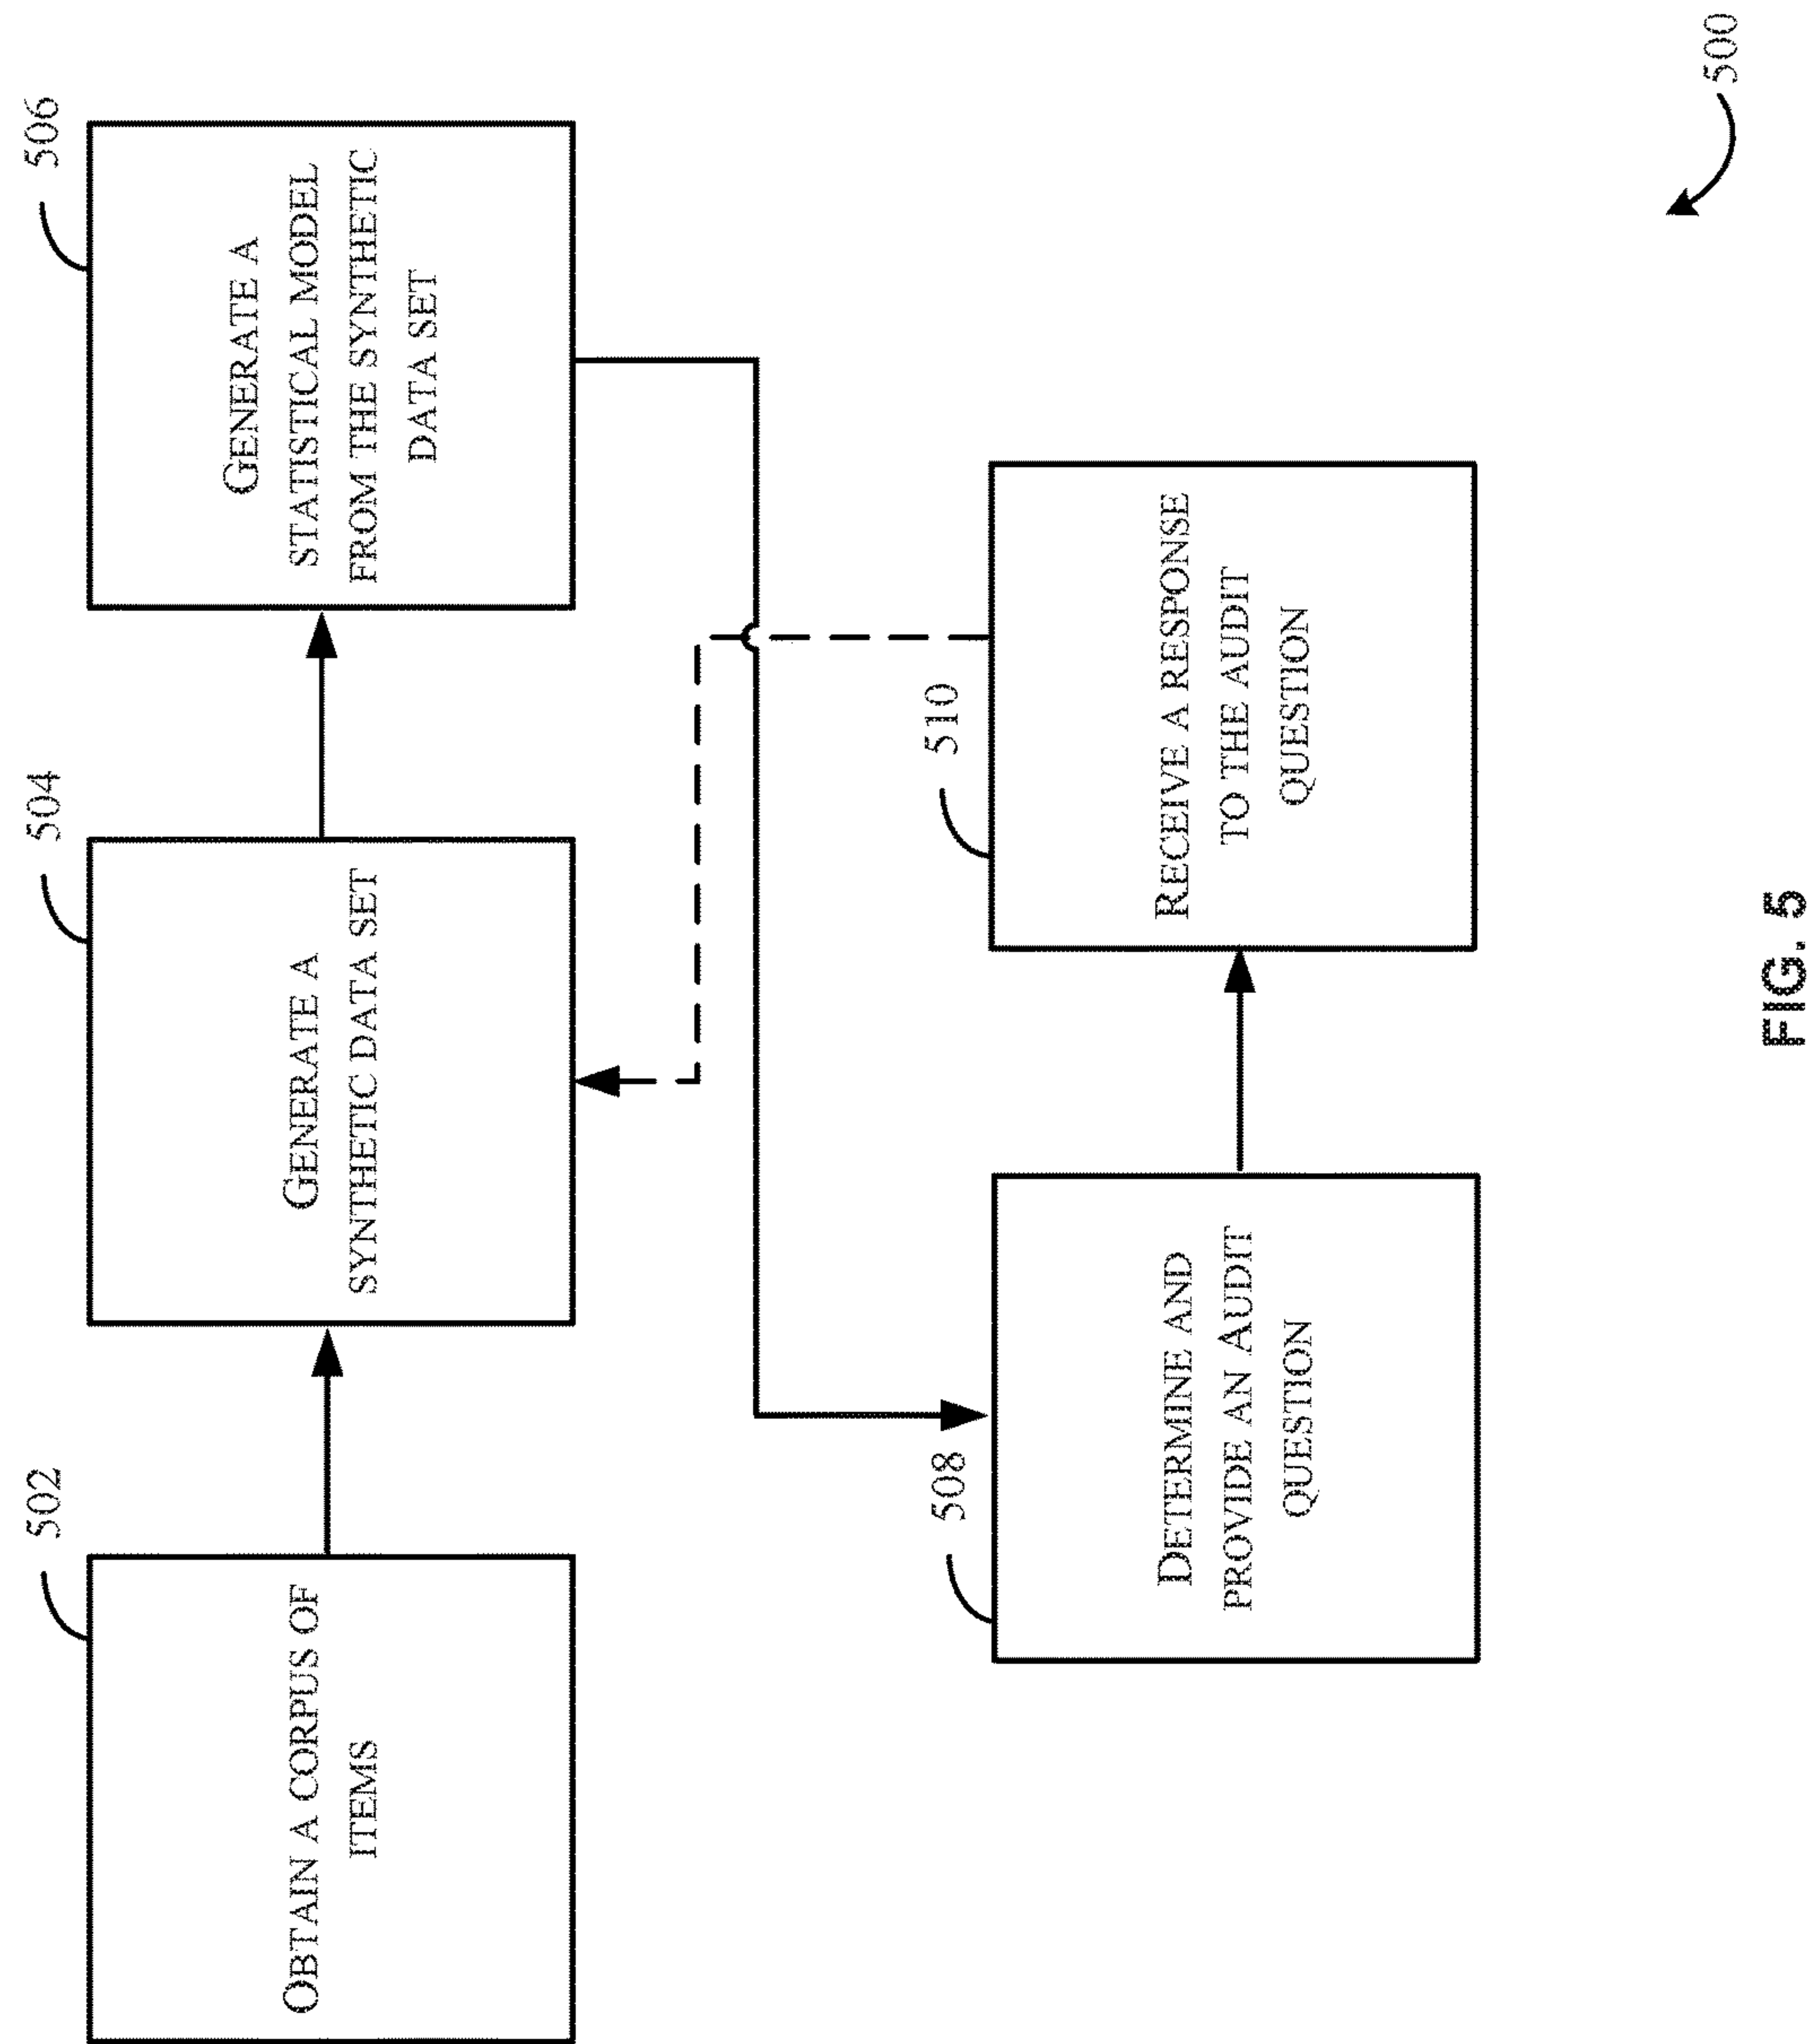 502
OBTAIN A CORPUS OF
ITEMS
504
GENERATE A
SYNTHETIC DATA SET
506
GENERATE A
STATISTICAL MODEL
FROM THE SYNTHETIC
DATA SET
508
DETERMINE AND
PROVIDE AN AUDIT
QUESTION
510
RECEIVE A RESPONSE
TO THE AUDIT
QUESTION
500
FIG. 5